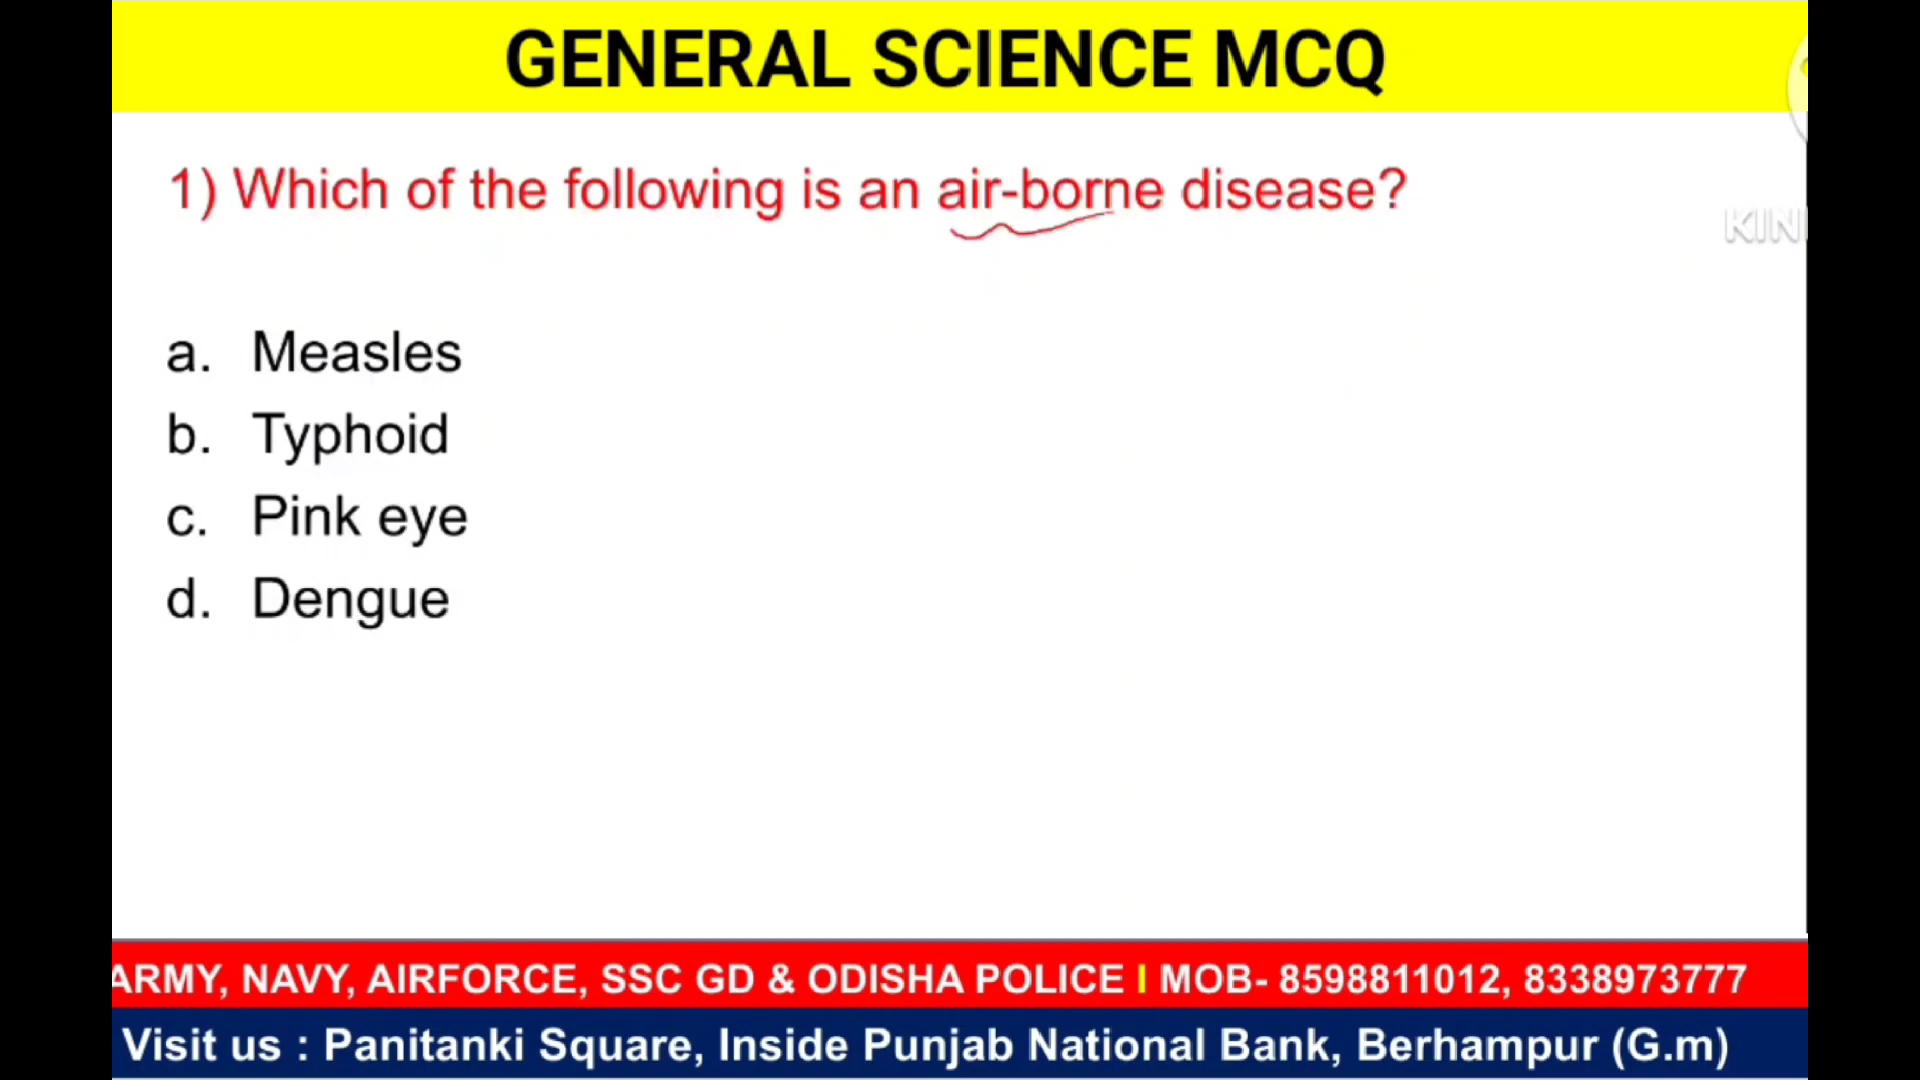 GENERAL SCIENCE MCQ
1) Which of the following is an air-borne disease?
KIN
a. Measles
b. Typhoid
c. Pink eye
d. Dengue
ARMY, NAVY, AIRFORCE, SSC GD & ODISHA POLICE I MOB- 8598811012, 8338973777
Visit us : Panitanki Square, Inside Punjab National Bank, Berhampur (G.m)